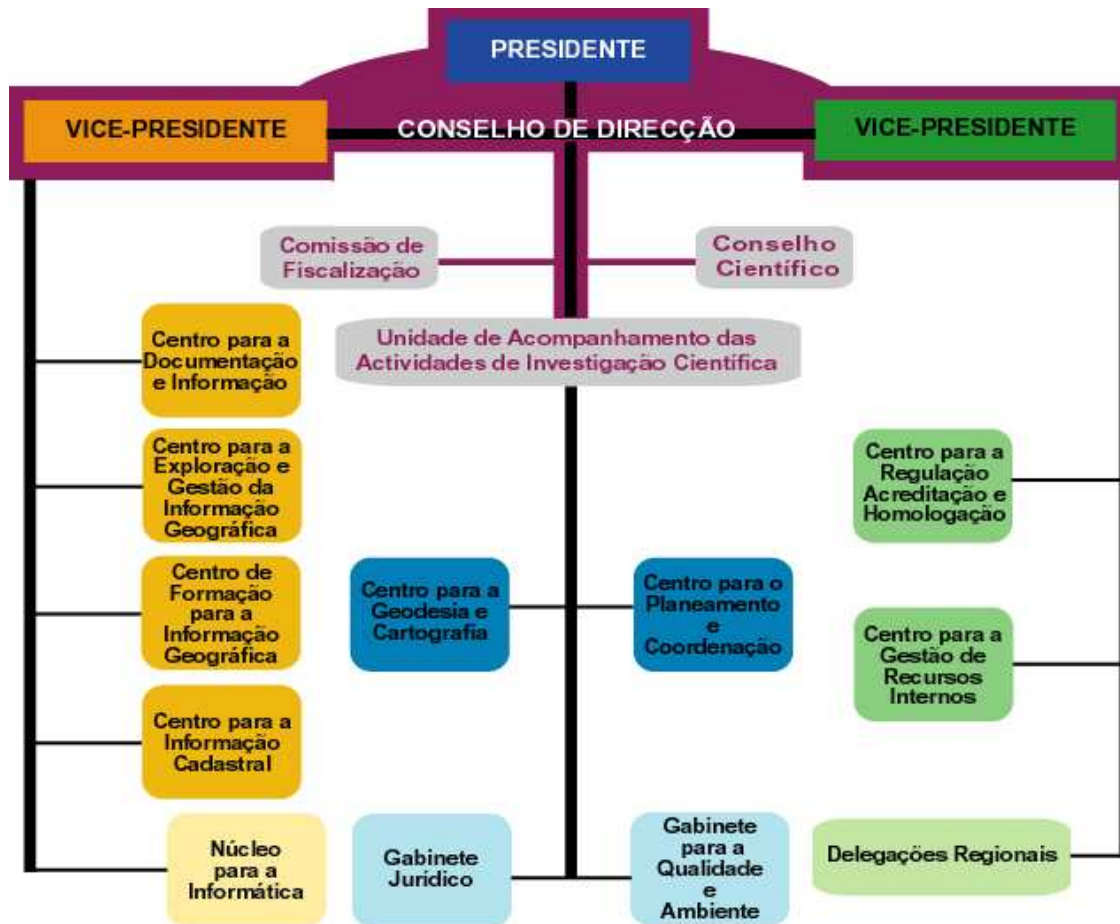 PRESIDENTE
VICE-PRESIDENTE
CONSELHO DE DIRECÇÃO
VICE-PRESIDENTE
Comissão de
Fiscalização
Conselho
Científico
Unidade de Acompanhamento das
Actividades de Investigação Científica
Centro para a
Documentação
e Informação
Centro para a
Exploração e
Gestão da
Informação
Geográfica
Centro de
Formação
para a
Informação
Geográfica
Centro para a
Informação
Cadastral
Núcleo
para a
Informática
Centro para a
Geodesia e
Cartografia
Centro para o
Planeamento
e
Coordenação
Gabinete
Jurídico
Gabinete
para a
Qualidade
e
Ambiente
Centro para a
Regulação
Acreditação e
Homologação
Centro para a
Gestão de
Recursos
Internos
Delegações Regionais